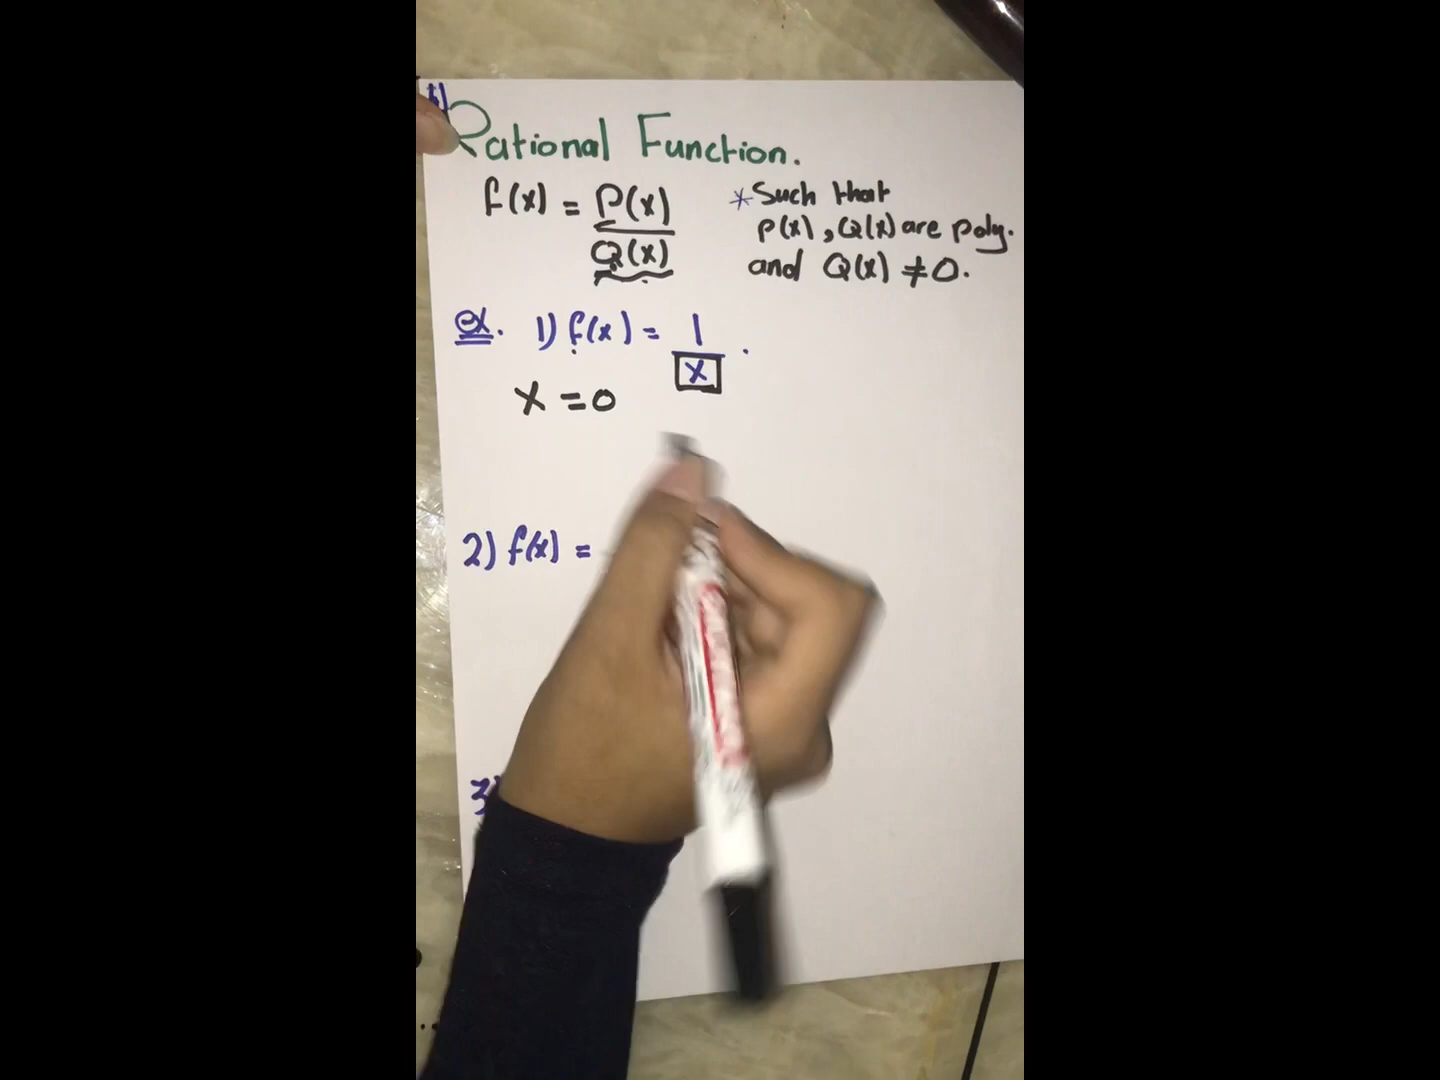 Rational Function.
f(x) = P(x)
Q(x)
* Such that
P(x), Q(x) are poly.
and Q(x) ≠ 0.
ex. 1) f(x) = 1
x
x = 0
2) f(x) =